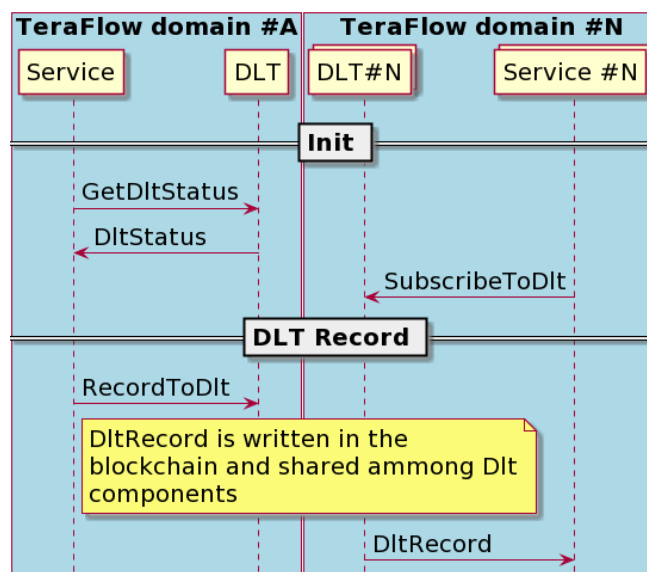 TeraFlow domain #A
TeraFlow domain #N
Service
DLT
DLT#N
Service #N
Init
GetDltStatus
DltStatus
SubscribeToDlt
DLT Record
RecordToDlt
DltRecord is written in the
blockchain and shared ammong Dlt
components
DltRecord